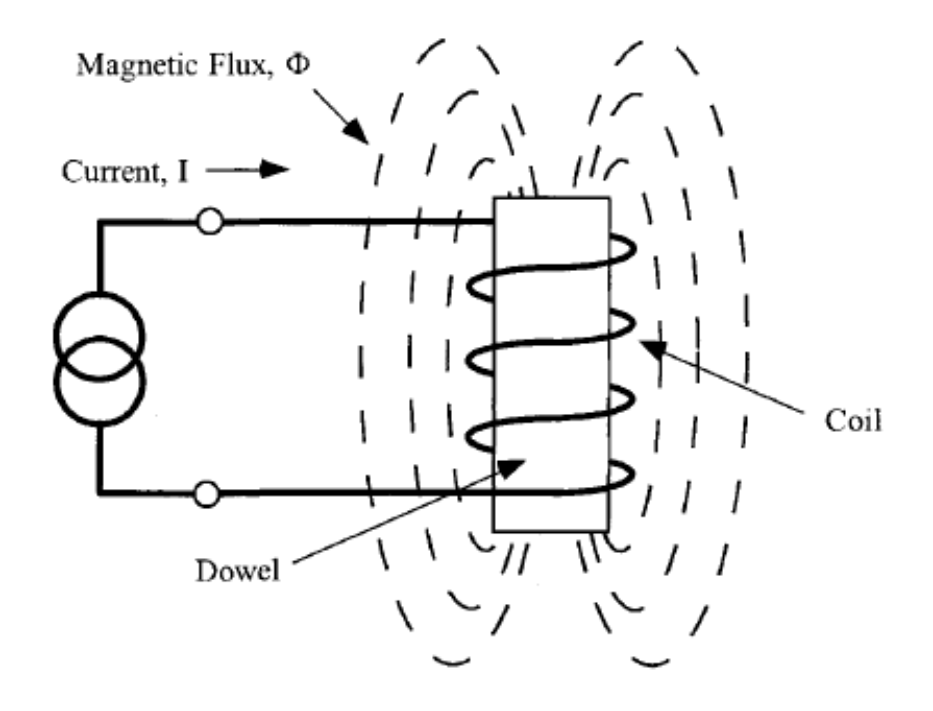 Magnetic Flux, Φ
Current, I
Coil
Dowel